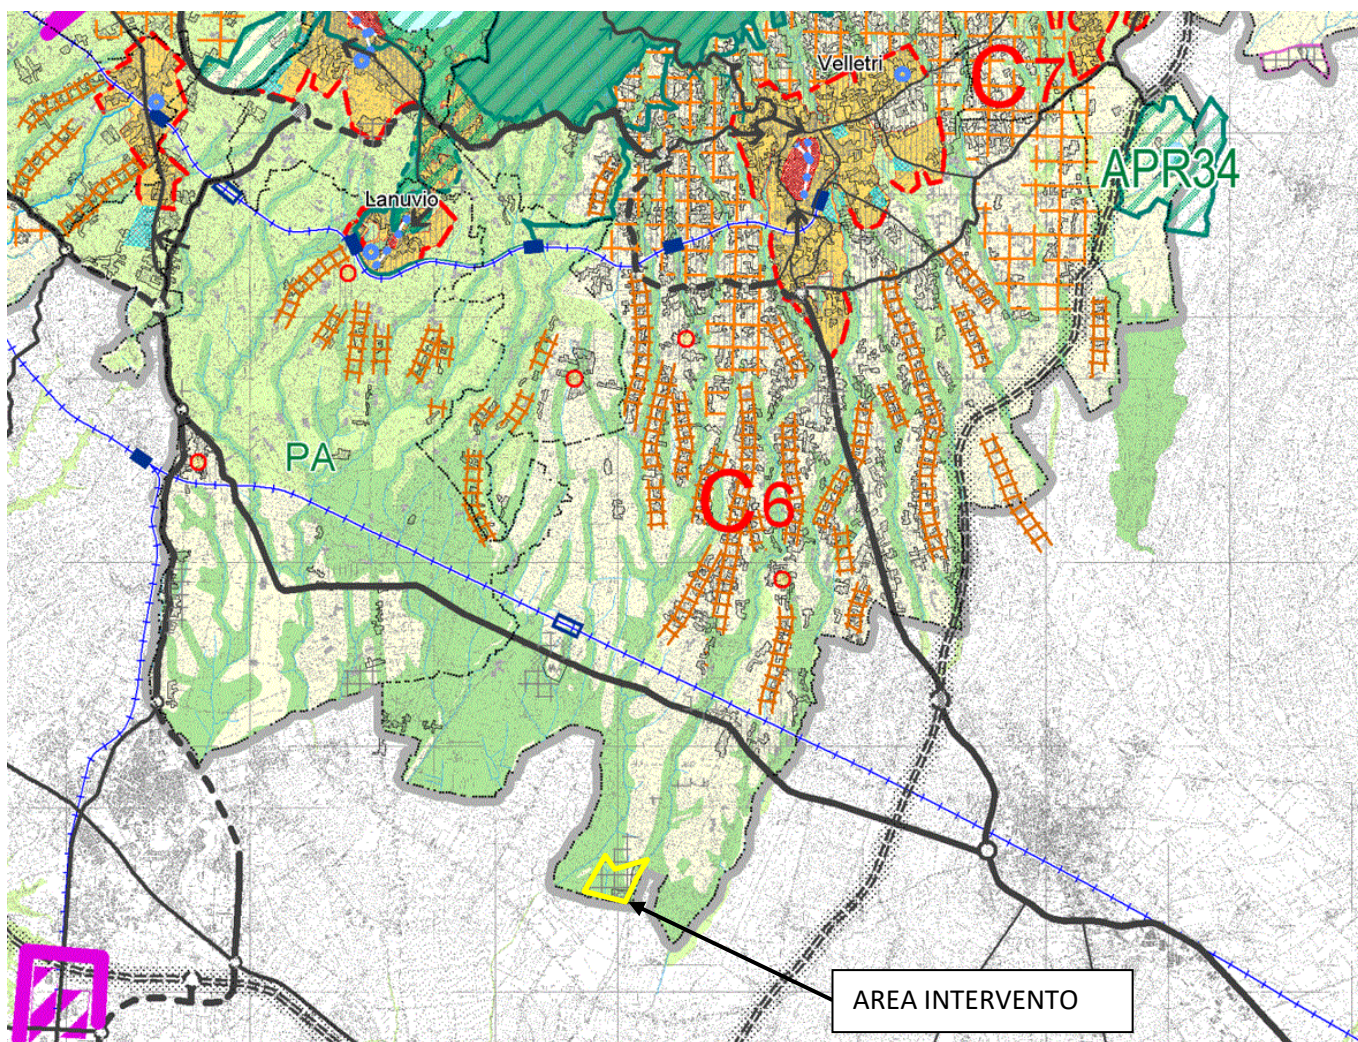 Velletri
C7
APR34
Lanuvio
PA
C6
AREA INTERVENTO